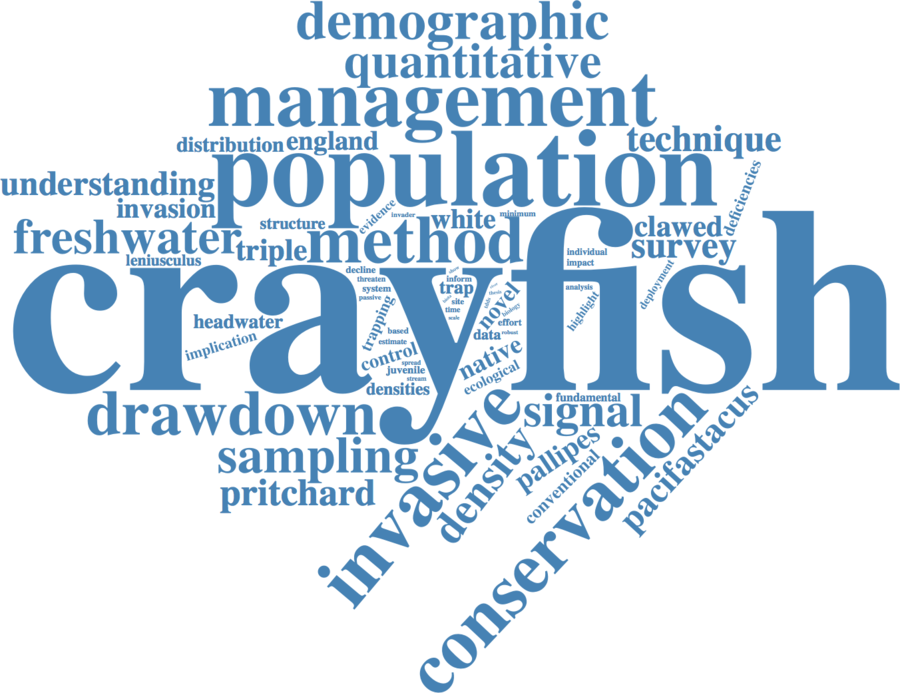 demographic
quantitative
management
distribution england
technique
population
understanding
deficiencies
invasion
evidence
invader
white
minimum
structure
clawed
freshwater
triple
method
survey
leniusculus
individual
impact
crayfish
decline
threaten
inform
system
trap
passive
site
time
scale
thesis
biology
novel
analysis
highlight
deployment
headwater
implication
trapping
based
effort
data
robust
estimate
control
native
spread
juvenile
stream
ecological
densities
drawdown
signal
fundamental
sampling
pritchard
invasive
density
pallipes
conventional
conservation
pacifastacus